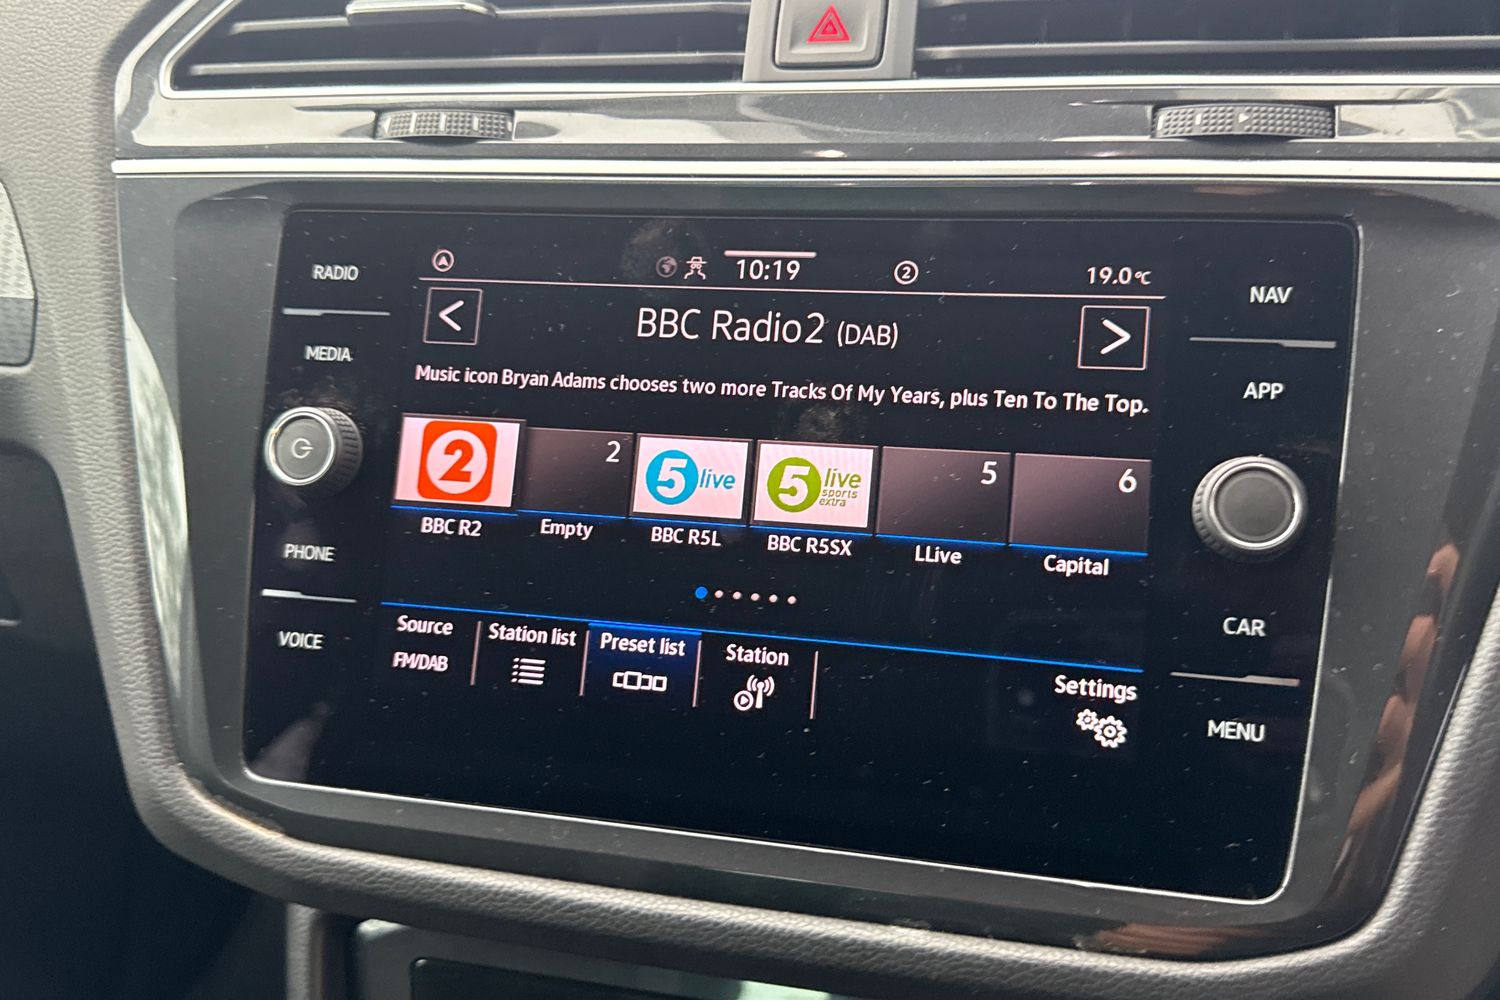 RADIO
MEDIA
PHONE
VOICE
10:19
2
19.0°C
BBC Radio2 (DAB)
Music icon Bryan Adams chooses two more Tracks Of My Years, plus Ten To The Top.
2
2
5 live
5 live sports extra
5
6
BBC R2
Empty
BBC R5L
BBC R5SX
LLive
Capital
Source
FM/DAB
Station list
Preset list
Station
Settings
NAV
APP
CAR
MENU